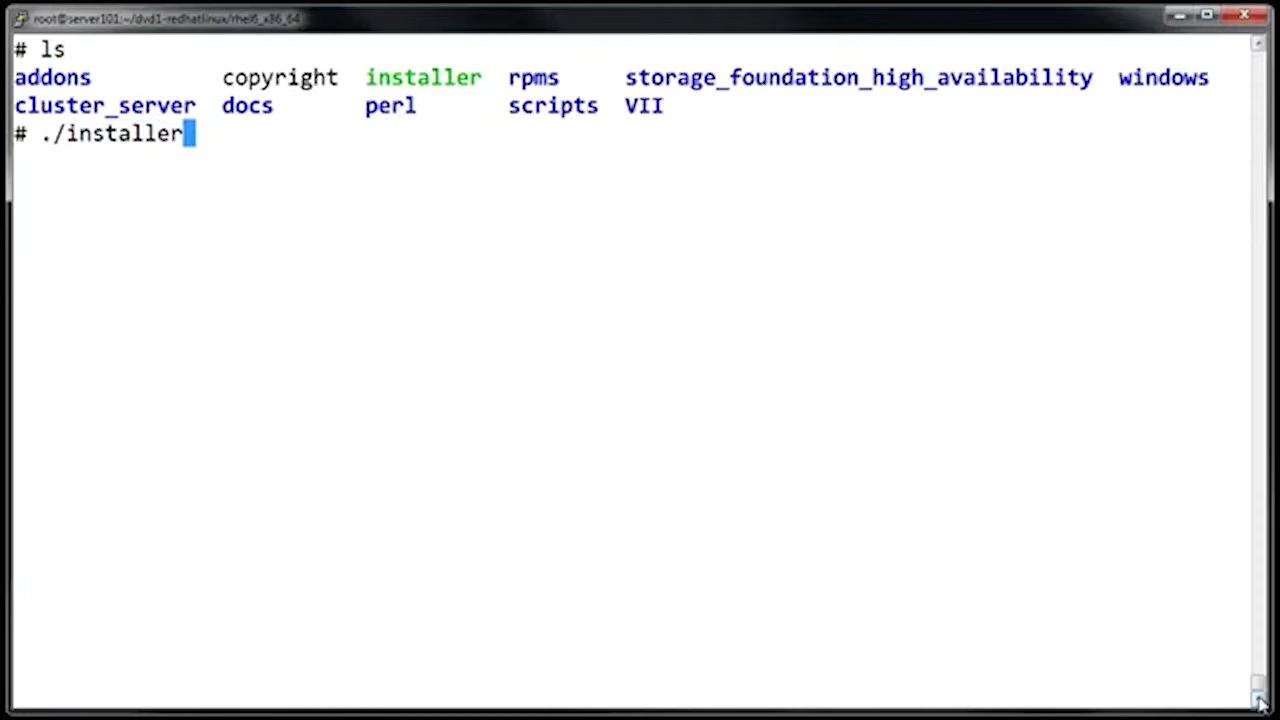 root@server101:~/dvd1-redhatlinux/rhel6_x86_64
# ls
addons copyright installer rpms storage_foundation_high_availability windows
cluster_server docs perl scripts VII
# ./installer